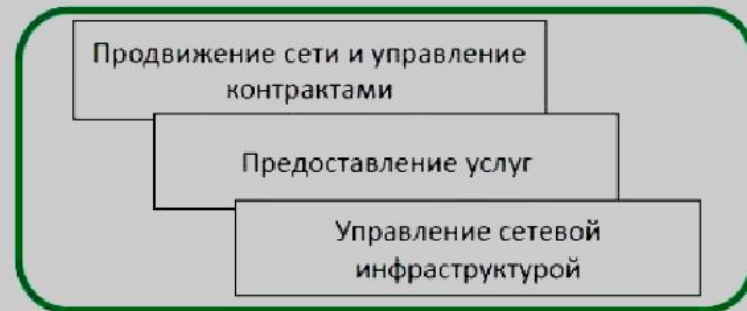 Продвижение сети и управление
контрактами
Предоставление услуг
Управление сетевой
инфраструктурой